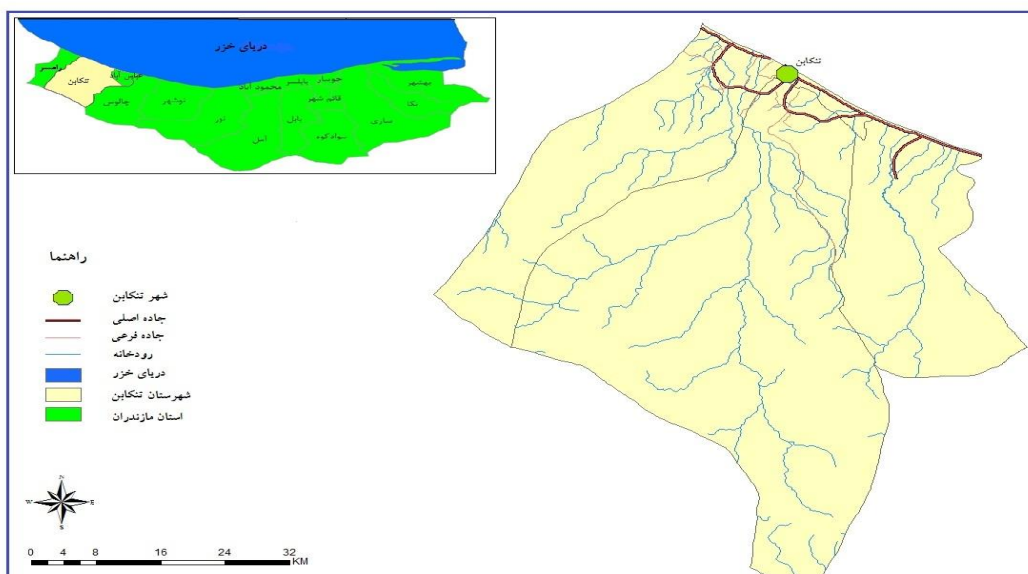 دریای خزر
رامسر
تنکابن
عباس آباد
چالوس
نوشهر
نور
محمود آباد
آمل
بابلسر
بابل
جویبار
قائم شهر
سوادکوه
ساری
نکا
بهشهر
تنکابن
راهنما
شهر تنکابن
جاده اصلی
جاده فرعی
رودخانه
دریای خزر
شهرستان تنکابن
استان مازندران
N
W E
S
0 4 8 16 24 32
KM